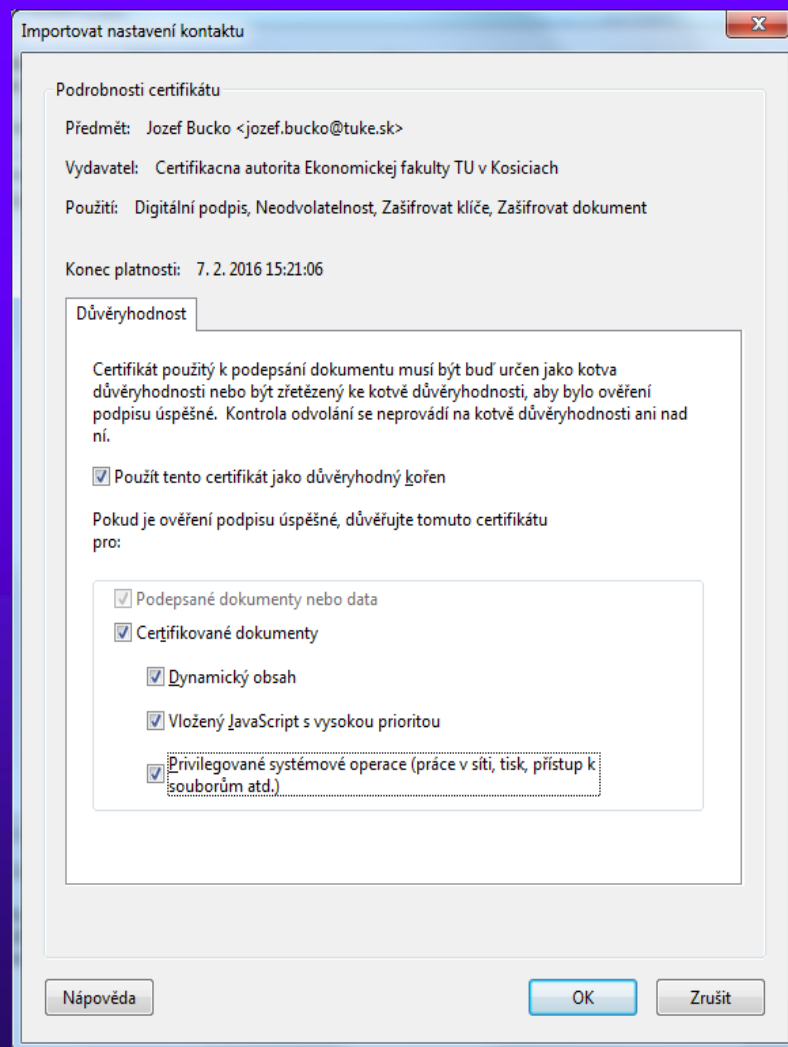 Importovat nastavení kontaktu
Podrobnosti certifikátu
Předmět: Jozef Bucko <jozef.bucko@tuke.sk>
Vydavatel: Certifikacna autorita Ekonomickej fakulty TU v Kosiciach
Použití: Digitální podpis, Neodvolatelnost, Zašifrovat klíče, Zašifrovat dokument
Konec platnosti: 7. 2. 2016 15:21:06
Důvěryhodnost
Certifikát použitý k podepsání dokumentu musí být buď určen jako kotva
důvěryhodnosti nebo být zřetězený ke kotvě důvěryhodnosti, aby bylo ověření
podpisu úspěšné. Kontrola odvolání se neprovádí na kotvě důvěryhodnosti ani nad
ní.
Použít tento certifikát jako důvěryhodný kořen
Pokud je ověření podpisu úspěšné, důvěřujte tomuto certifikátu
pro:
Podepsané dokumenty nebo data
Certifikované dokumenty
Dynamický obsah
Vložený JavaScript s vysokou prioritou
Privilegované systémové operace (práce v síti, tisk, přístup k
souborům atd.)
Nápověda
OK
Zrušit